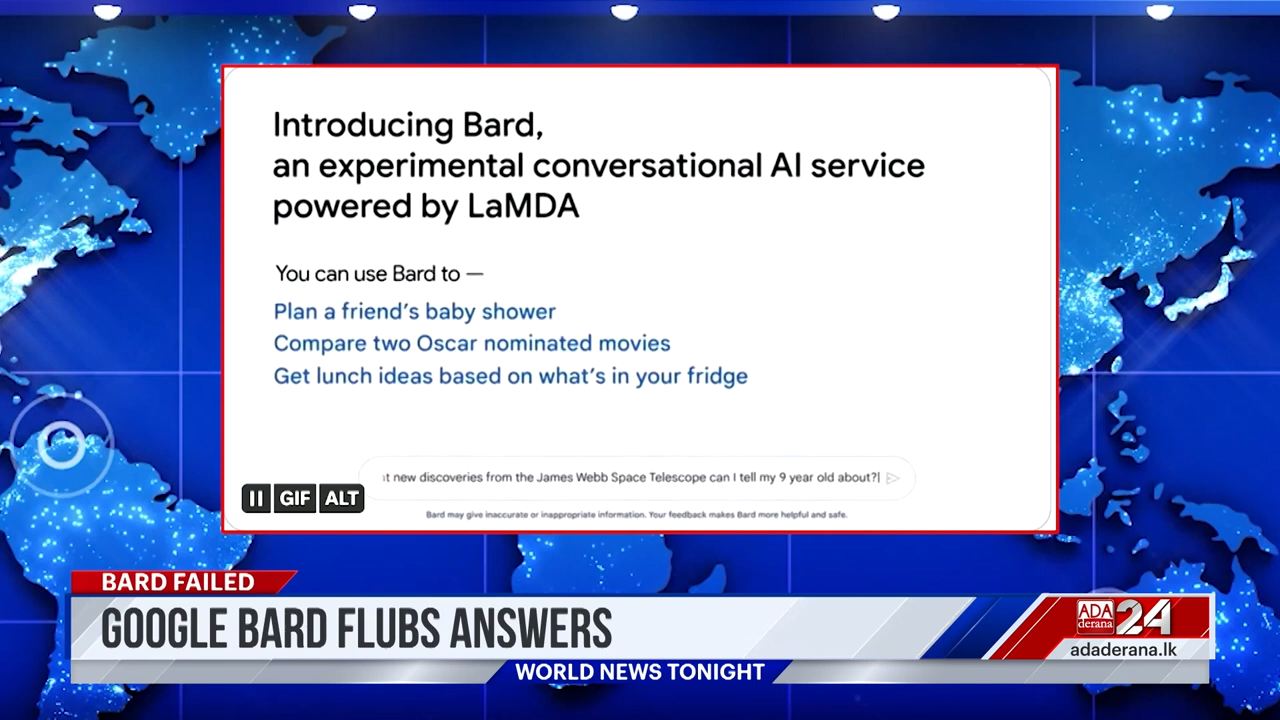 Introducing Bard,
an experimental conversational AI service
powered by LaMDA
You can use Bard to —
Plan a friend's baby shower
Compare two Oscar nominated movies
Get lunch ideas based on what's in your fridge
new discoveries from the James Webb Space Telescope can I tell my 9 year old about?
Bard may give inaccurate or inappropriate information. Your feedback makes Bard more helpful and safe.
GIF ALT
BARD FAILED
GOOGLE BARD FLUBS ANSWERS
ADA
derana 24
adaderana.lk
WORLD NEWS TONIGHT